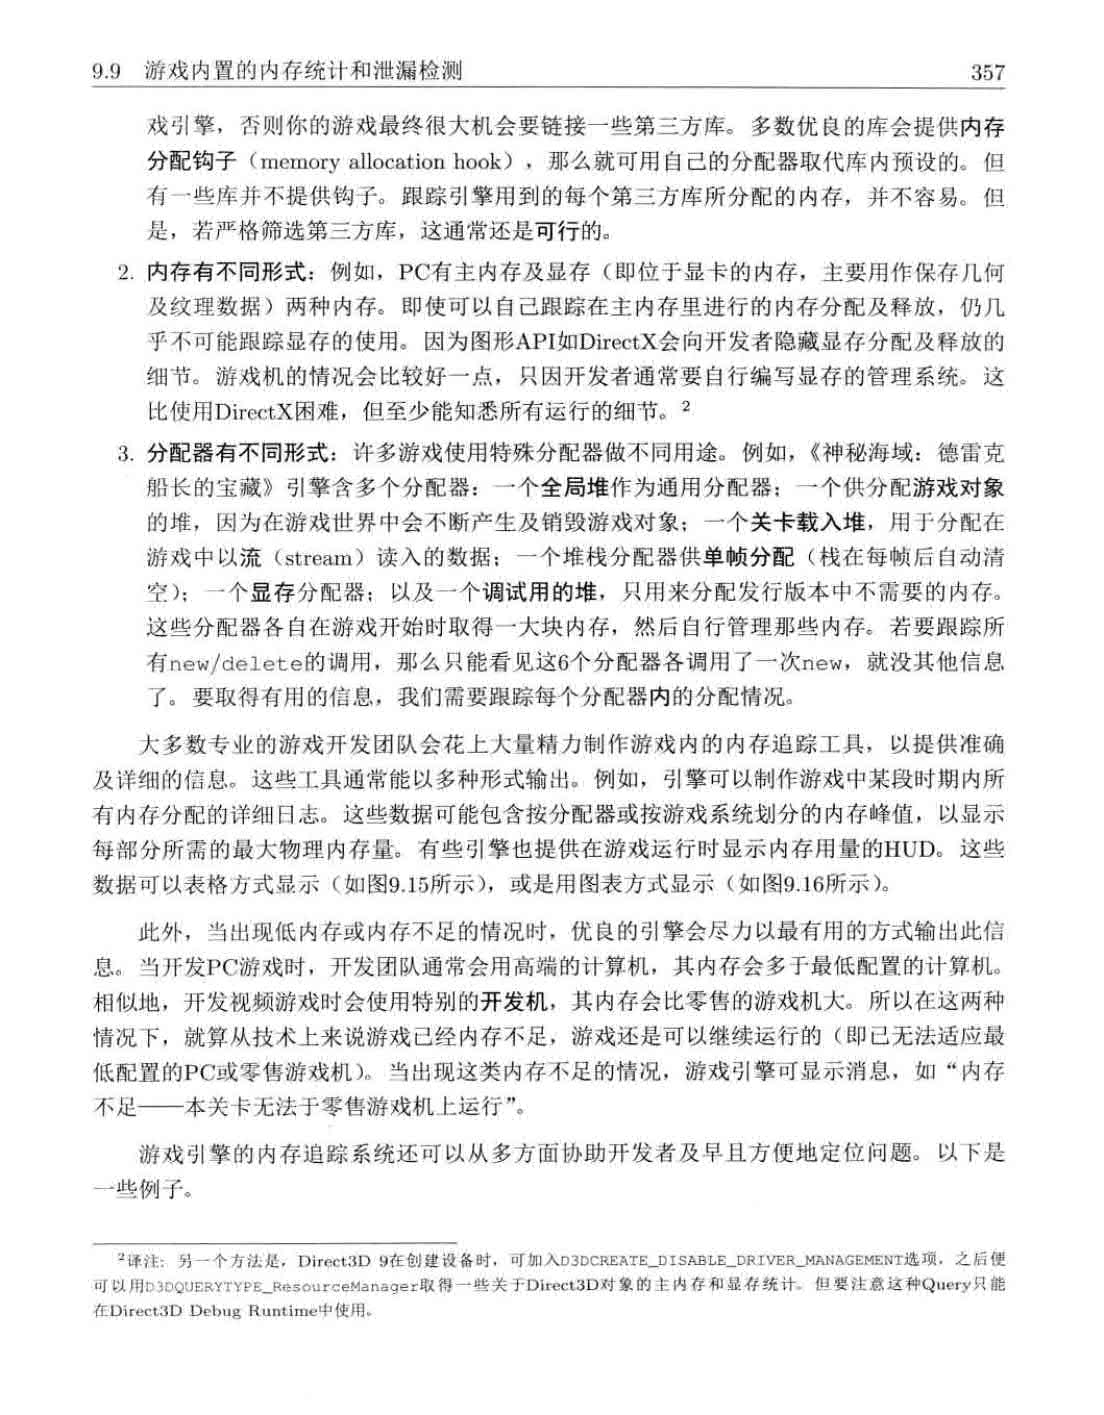 9.9 游戏内置的内存统计和泄漏检测 357
戏引擎，否则你的游戏最终很大机会要链接一些第三方库。多数优良的库会提供内存
分配钩子（memory allocation hook），那么就可用自己的分配器取代库内预设的。但
有一些库并不提供钩子。跟踪引擎用到的每个第三方库所分配的内存，并不容易。但
是，若严格筛选第三方库，这通常还是可行的。
2. 内存有不同形式：例如，PC有主内存及显存（即位于显卡的内存，主要用作保存几何
及纹理数据）两种内存。即使可以自己跟踪在主内存里进行的内存分配及释放，仍几
乎不可能跟踪显存的使用。因为图形API如DirectX会向开发者隐藏显存分配及释放的
细节。游戏机的情况会比较好一点，只因开发者通常要自行编写显存的管理系统。这
比使用DirectX困难，但至少能知悉所有运行的细节。2
3. 分配器有不同形式：许多游戏使用特殊分配器做不同用途。例如，《神秘海域：德雷克
船长的宝藏》引擎含多个分配器：一个全局堆作为通用分配器；一个供分配游戏对象
的堆，因为在游戏世界中会不断产生及销毁游戏对象；一个关卡载入堆，用于分配在
游戏中以流（stream）读入的数据；一个堆栈分配器供单帧分配（栈在每帧后自动清
空）；一个显存分配器；以及一个调试用的堆，只用来分配发行版本中不需要的内存。
这些分配器各自在游戏开始时取得一大块内存，然后自行管理那些内存。若要跟踪所
有new/delete的调用，那么只能看见这6个分配器各调用了一次new，就没其他信息
了。要取得有用的信息，我们需要跟踪每个分配器内的分配情况。
大多数专业的游戏开发团队会花上大量精力制作游戏内的内存追踪工具，以提供准确
及详细的信息。这些工具通常能以多种形式输出。例如，引擎可以制作游戏中某段时期内所
有内存分配的详细日志。这些数据可能包含按分配器或按游戏系统划分的内存峰值，以显示
每部分所需的最大物理内存量。有些引擎也提供在游戏运行时显示内存用量的HUD。这些
数据可以表格方式显示（如图9.15所示），或是用图表方式显示（如图9.16所示）。
此外，当出现低内存或内存不足的情况时，优良的引擎会尽力以最有用的方式输出此信
息。当开发PC游戏时，开发团队通常会用高端的计算机，其内存会多于最低配置的计算机。
相似地，开发视频游戏时会使用特别的开发机，其内存会比零售的游戏机大。所以在这两种
情况下，就算从技术上来说游戏已经内存不足，游戏还是可以继续运行的（即已无法适应最
低配置的PC或零售游戏机）。当出现这类内存不足的情况，游戏引擎可显示消息，如“内存
不足——本关卡无法于零售游戏机上运行”。
游戏引擎的内存追踪系统还可以从多方面协助开发者及早且方便地定位问题。以下是
一些例子。
2译注：另一个方法是，Direct3D 9在创建设备时，可加入D3DCREATE_DISABLE_DRIVER_MANAGEMENT选项，之后便
可以用D3DQUERYTYPE_ResourceManager取得一些关于Direct3D对象的主内存和显存统计。但要注意这种Query只能
在Direct3D Debug Runtime中使用。